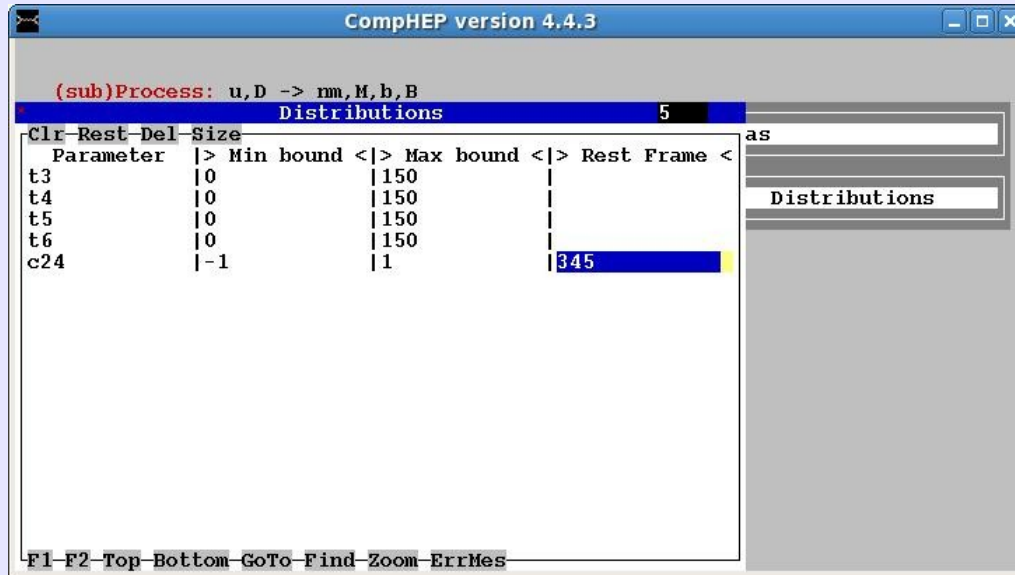 CompHEP version 4.4.3
(sub)Process: u,D -> nm,M,b,B
* Distributions 5
Clr-Rest-Del-Size
as
Parameter |> Min bound <|> Max bound <|> Rest Frame <
t3 |0 |150 |
t4 |0 |150 |
Distributions
t5 |0 |150 |
t6 |0 |150 |
c24 |-1 |1 |345
F1-F2-Top-Bottom-GoTo-Find-Zoom-ErrMes